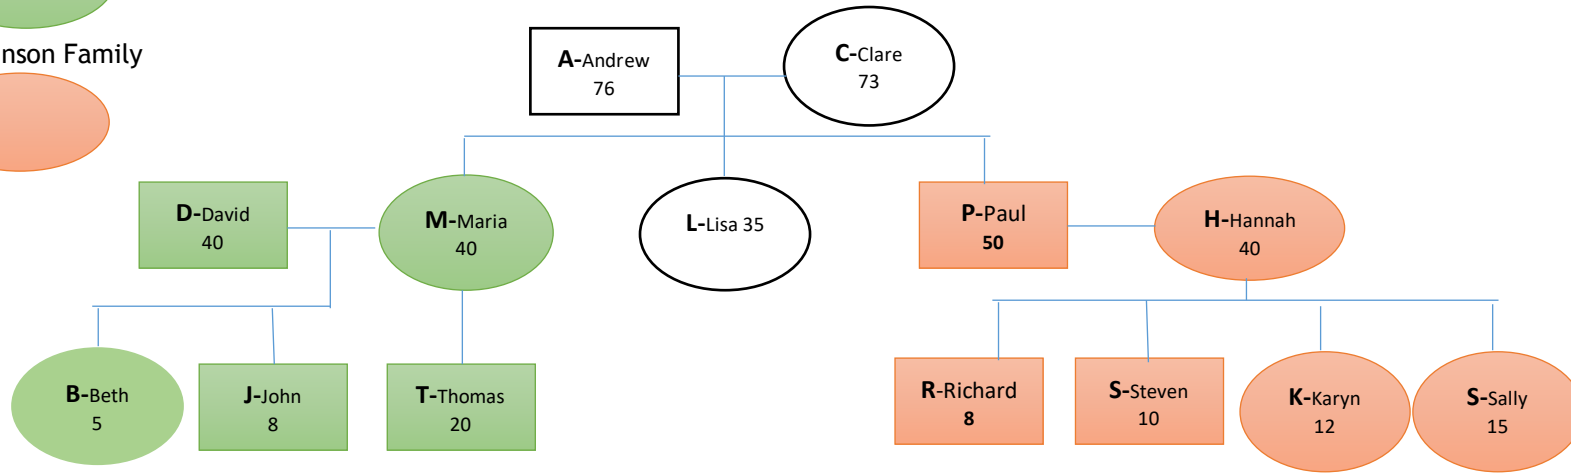 nson Family
A-Andrew
76
C-Clare
73
D-David
40
M-Maria
40
L-Lisa 35
P-Paul
50
H-Hannah
40
B-Beth
5
J-John
8
T-Thomas
20
R-Richard
8
S-Steven
10
K-Karyn
12
S-Sally
15